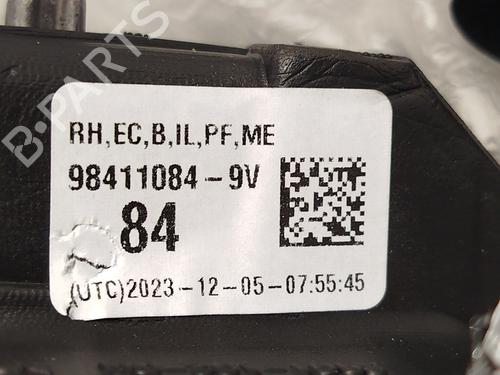 B-PARTS
RH,EC,B,IL,PF,ME
98411084-9V
84
(UTC)2023-12-05-07:55:45